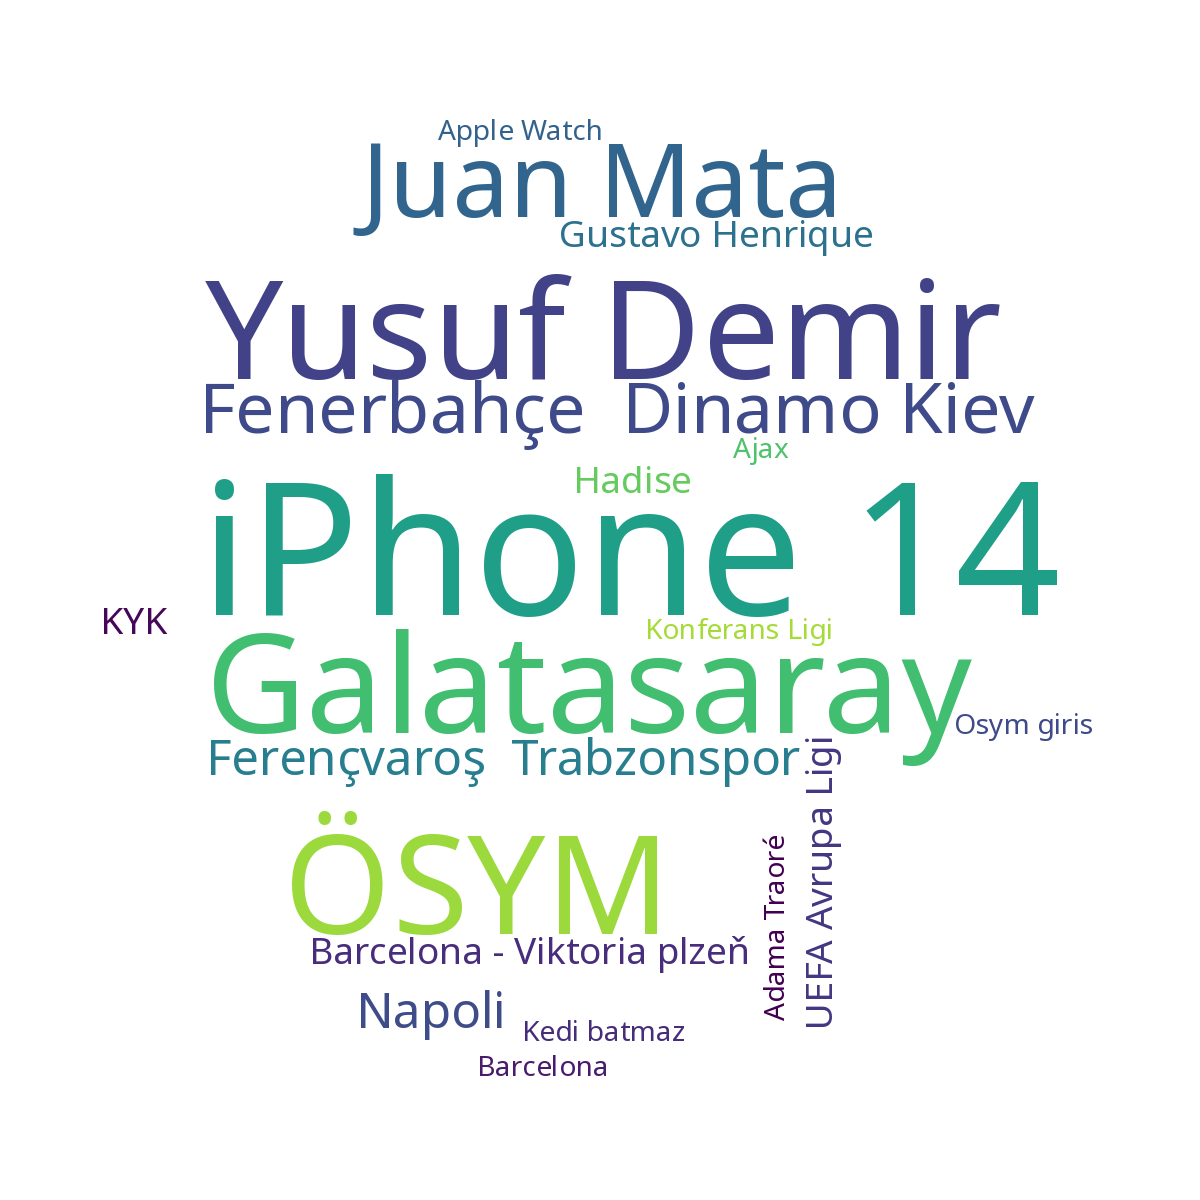 Apple Watch
Juan Mata
Gustavo Henrique
Yusuf Demir
Fenerbahçe
Dinamo Kiev
Ajax
Hadise
iPhone 14
KYK
Konferans Ligi
Galatasaray
Osym giris
Ferençvaroş
Trabzonspor
UEFA Avrupa Ligi
Adama Traoré
ÖSYM
Barcelona - Viktoria plzeň
Napoli
Kedi batmaz
Barcelona